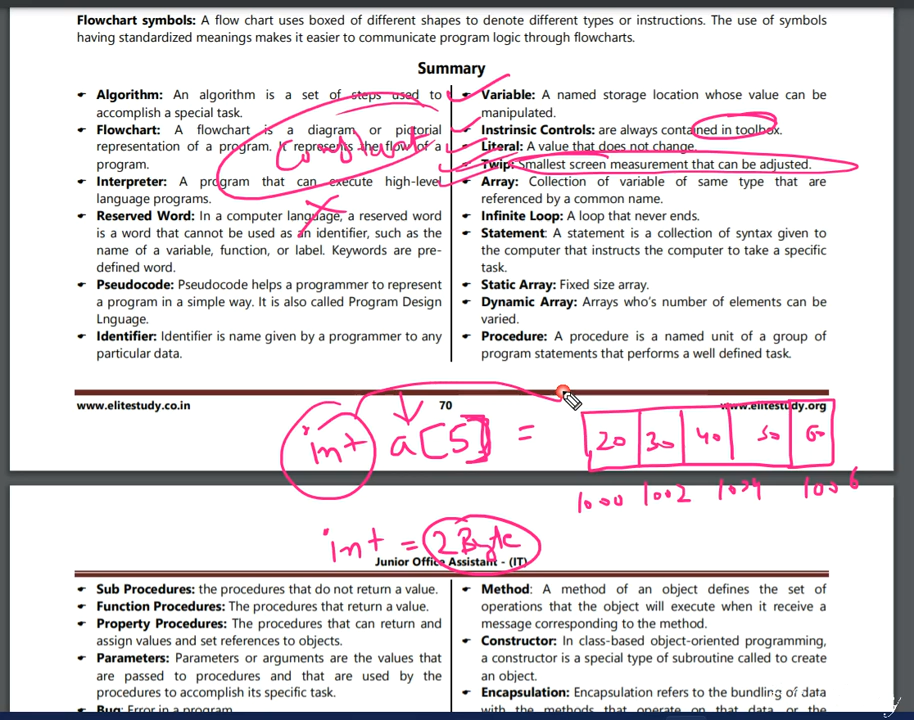 Flowchart symbols: A flow chart uses boxed of different shapes to denote different types or instructions. The use of symbols
having standardized meanings makes it easier to communicate program logic through flowcharts.
Summary
Algorithm: An algorithm is a set of steps used to
accomplish a special task.
Flowchart: A flowchart is a diagram or pictorial
representation of a program. It represents the flow of a
program.
Interpreter: A program that can execute high-level
language programs.
Reserved Word: In a computer language, a reserved word
is a word that cannot be used as an identifier, such as the
name of a variable, function, or label. Keywords are pre-
defined word.
Pseudocode: Pseudocode helps a programmer to represent
a program in a simple way. It is also called Program Design
Lnguage.
Identifier: Identifier is name given by a programmer to any
particular data.
Constant
Variable: A named storage location whose value can be
manipulated.
Instrinsic Controls: are always contained in toolbox.
Literal: A value that does not change.
Twip: Smallest screen measurement that can be adjusted.
Array: Collection of variable of same type that are
referenced by a common name.
Infinite Loop: A loop that never ends.
Statement: A statement is a collection of syntax given to
the computer that instructs the computer to take a specific
task.
Static Array: Fixed size array.
Dynamic Array: Arrays who's number of elements can be
varied.
Procedure: A procedure is a named unit of a group of
program statements that performs a well defined task.
www.elitestudy.co.in 70 www.elitestudy.org
int a[5] = 20 30 40 50 60
1000 1002 1004 1006
int = 2 Byte
Junior Office Assistant - (IT)
Sub Procedures: the procedures that do not return a value.
Function Procedures: The procedures that return a value.
Property Procedures: The procedures that can return and
assign values and set references to objects.
Parameters: Parameters or arguments are the values that
are passed to procedures and that are used by the
procedures to accomplish its specific task.
Bug: Error in a program.
Method: A method of an object defines the set of
operations that the object will execute when it receive a
message corresponding to the method.
Constructor: In class-based object-oriented programming,
a constructor is a special type of subroutine called to create
an object.
Encapsulation: Encapsulation refers to the bundling of data
with the methods that operate on that data, or the